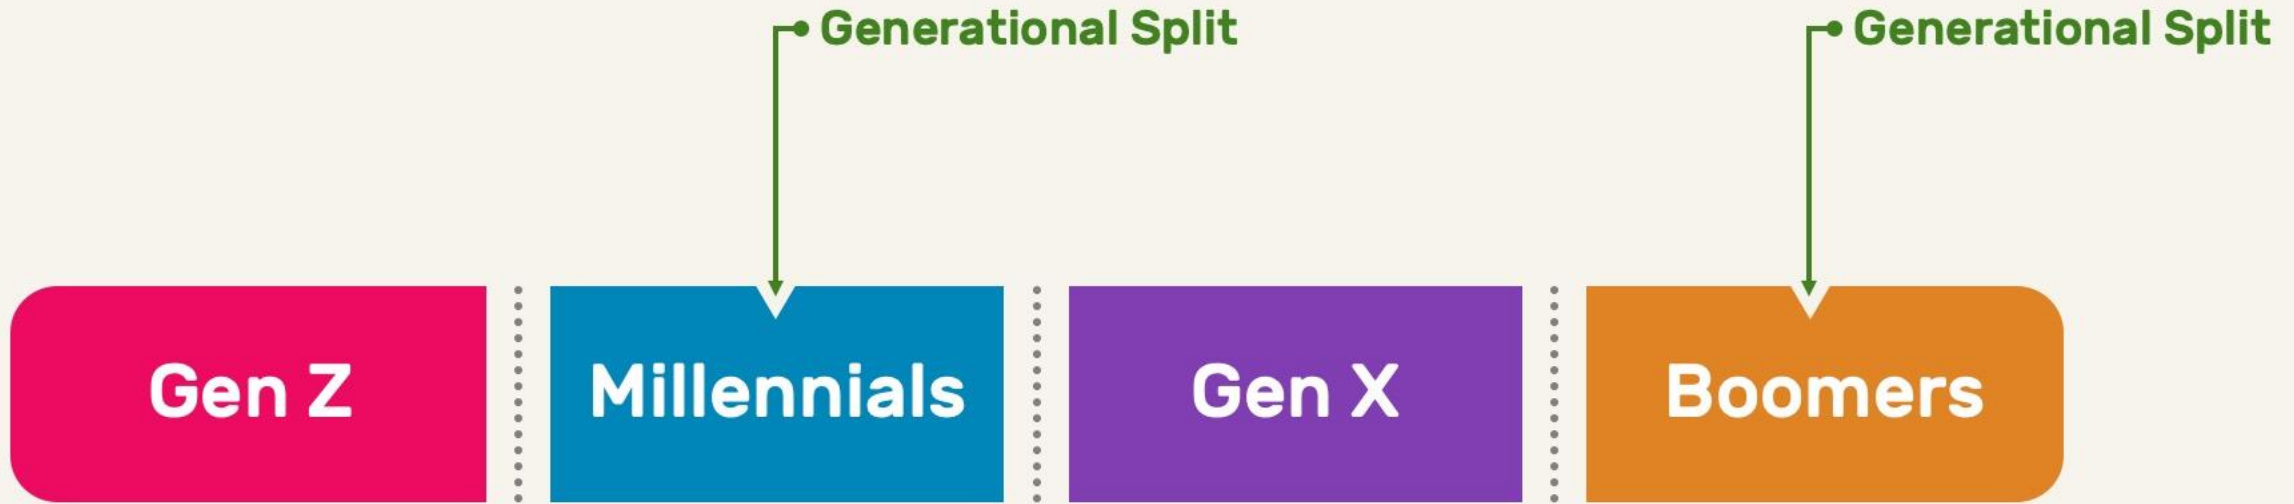 Generational Split
Generational Split
Gen Z
Millennials
Gen X
Boomers